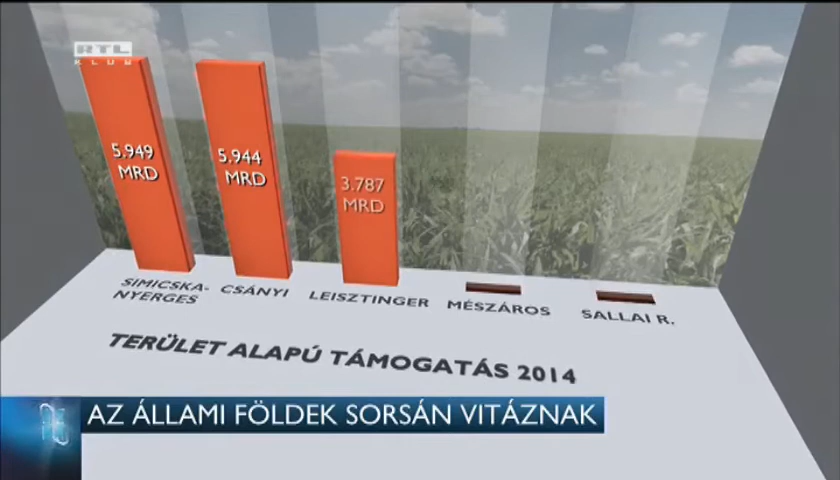 RTL
KLUB
5.949
MRD
5.944
MRD
3.787
MRD
SIMICSKA-
NYERGES
CSÁNYI
LEISZTINGER
MÉSZÁROS
SALLAI R.
TERÜLET ALAPÚ TÁMOGATÁS 2014
AZ ÁLLAMI FÖLDEK SORSÁN VITÁZNAK